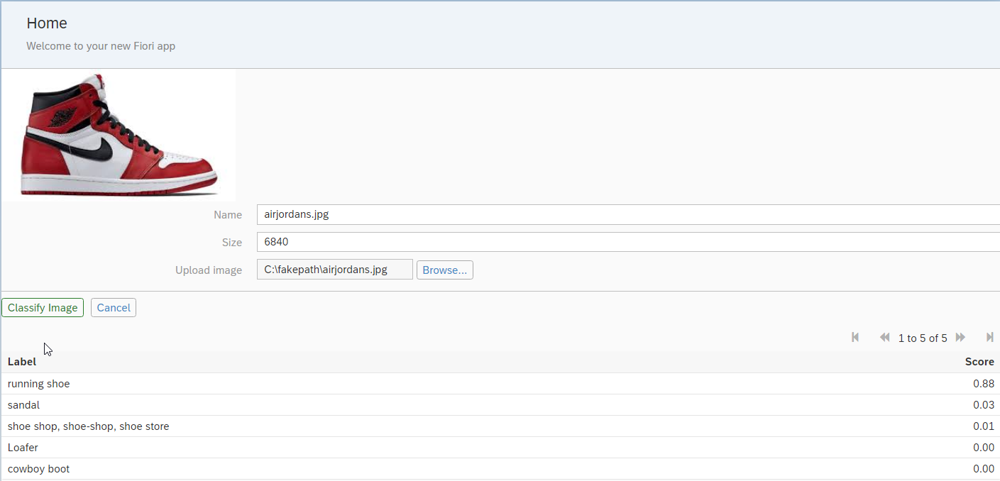 Home
Welcome to your new Fiori app
Name airjordans.jpg
Size 6840
Upload image C:\fakepath\airjordans.jpg Browse...
Classify Image Cancel
1 to 5 of 5
Label Score
running shoe 0.88
sandal 0.03
shoe shop, shoe-shop, shoe store 0.01
Loafer 0.00
cowboy boot 0.00